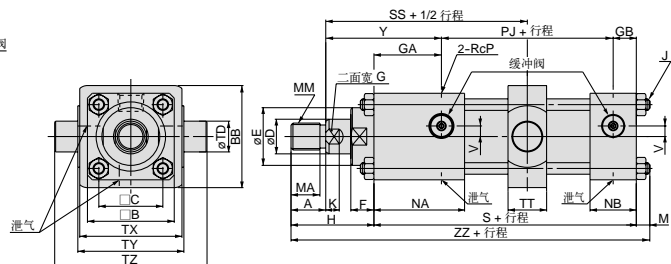 阀
SS + 1/2 行程
Y
PJ + 行程
GB
GA
2-RcP
J
MM
二面宽 G
缓冲阀
øTD
BB
øE
øD
V
V
MA
泄气
□C
□B
TX
TY
TZ
A
K
F
NA
泄气
TT
泄气
NB
H
S + 行程
M
ZZ + 行程